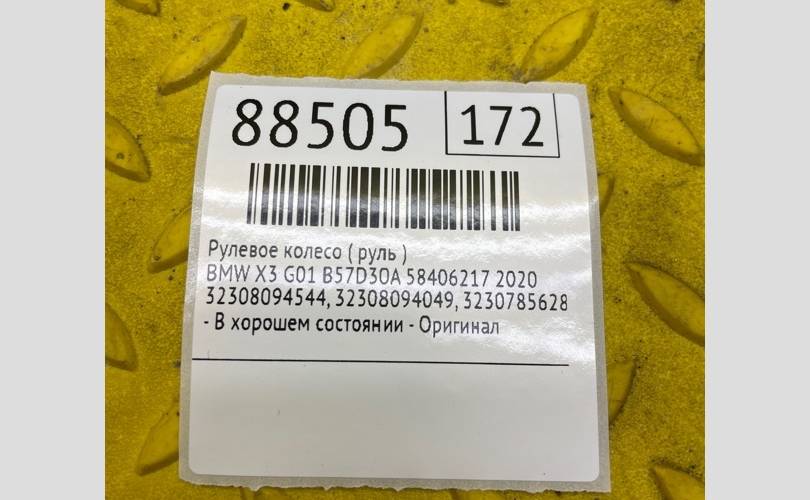 88505 172
Рулевое колесо ( руль )
BMW X3 G01 B57D30A 58406217 2020
32308094544, 32308094049, 3230785628
- В хорошем состоянии - Оригинал